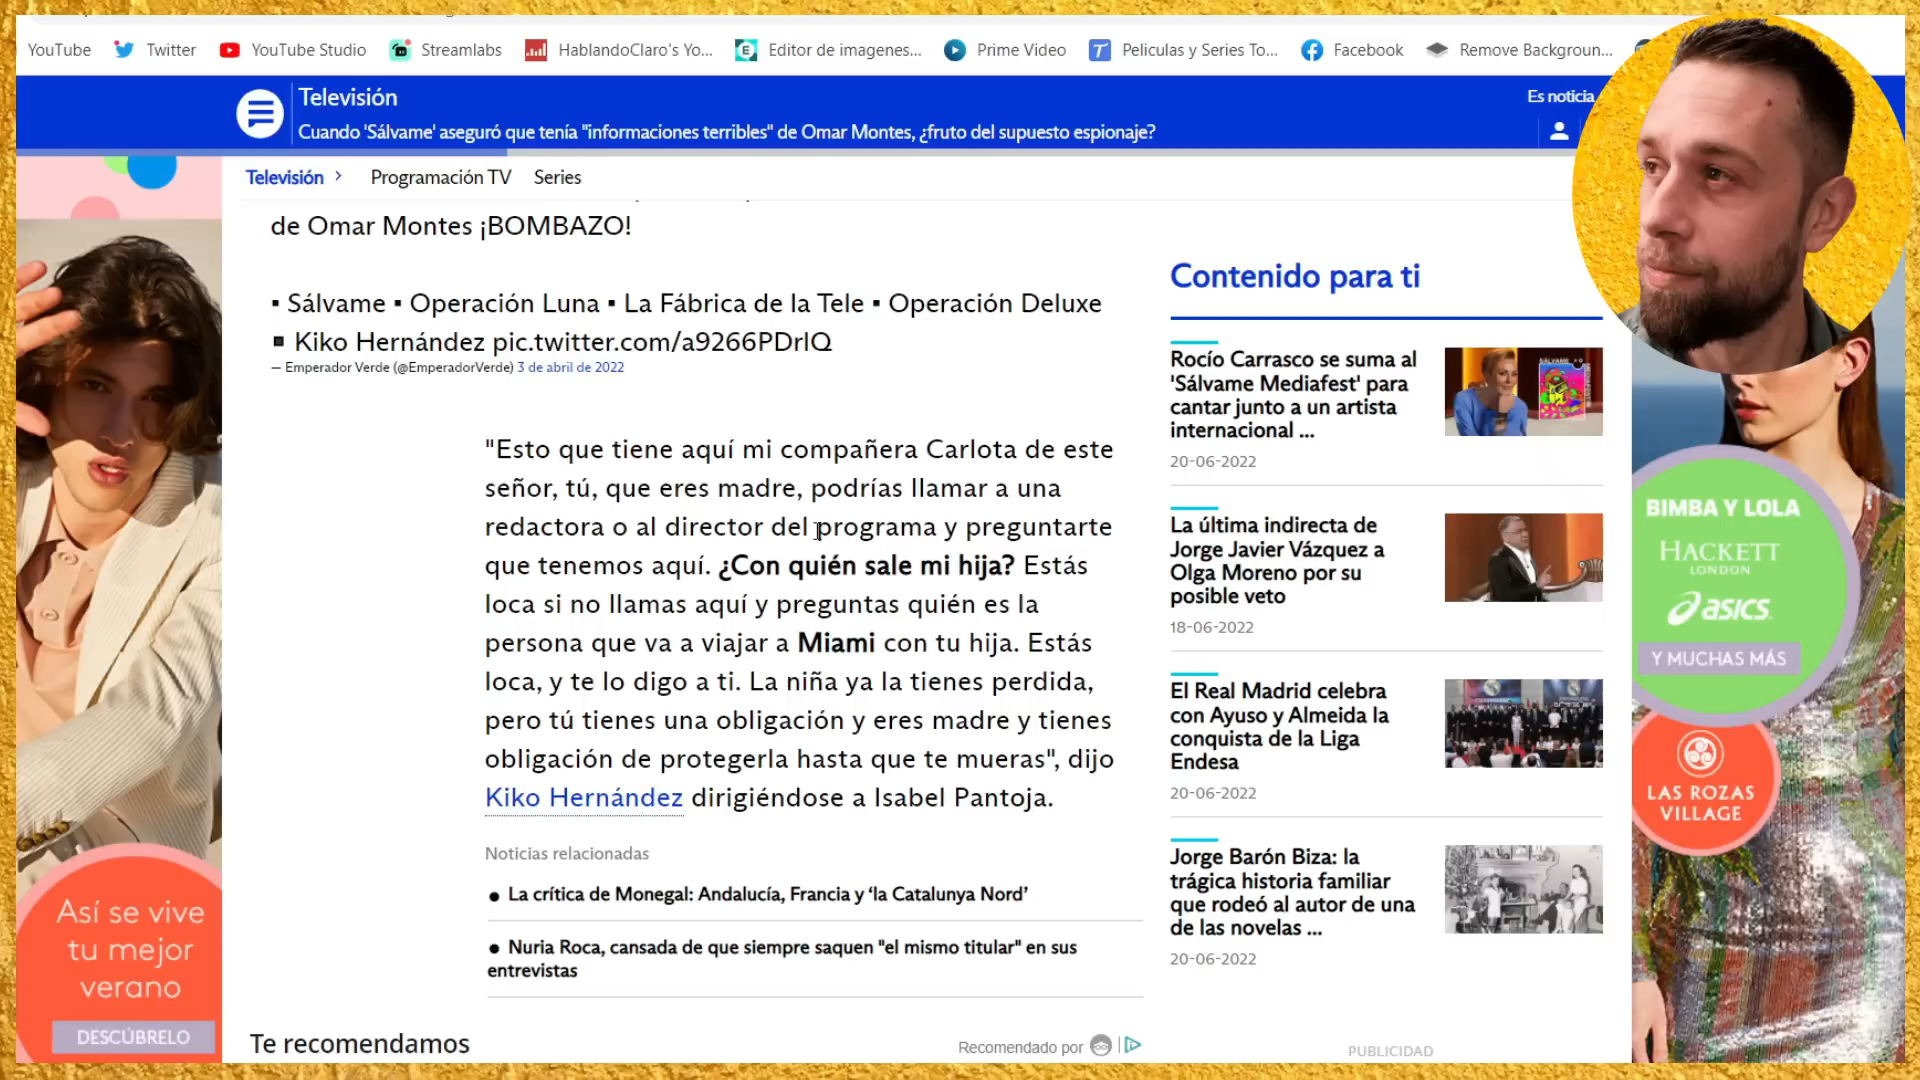 YouTube Twitter YouTube Studio Streamlabs HablandoClaro's Yo... Editor de imagenes... Prime Video Peliculas y Series To... Facebook Remove Backgroun...
Televisión
Es noticia
Cuando 'Sálvame' aseguró que tenía "informaciones terribles" de Omar Montes, ¿fruto del supuesto espionaje?
Televisión > Programación TV Series
de Omar Montes ¡BOMBAZO!
▪ Sálvame ▪ Operación Luna ▪ La Fábrica de la Tele ▪ Operación Deluxe
▪ Kiko Hernández pic.twitter.com/a9266PDrlQ
— Emperador Verde (@EmperadorVerde) 3 de abril de 2022
"Esto que tiene aquí mi compañera Carlota de este
señor, tú, que eres madre, podrías llamar a una
redactora o al director del programa y preguntarte
que tenemos aquí. ¿Con quién sale mi hija? Estás
loca si no llamas aquí y preguntas quién es la
persona que va a viajar a Miami con tu hija. Estás
loca, y te lo digo a ti. La niña ya la tienes perdida,
pero tú tienes una obligación y eres madre y tienes
obligación de protegerla hasta que te mueras", dijo
Kiko Hernández dirigiéndose a Isabel Pantoja.
Noticias relacionadas
● La crítica de Monegal: Andalucía, Francia y ‘la Catalunya Nord’
● Nuria Roca, cansada de que siempre saquen "el mismo titular" en sus
entrevistas
Te recomendamos
Recomendado por
Contenido para ti
Rocío Carrasco se suma al
'Sálvame Mediafest' para
cantar junto a un artista
internacional ...
20-06-2022
La última indirecta de
Jorge Javier Vázquez a
Olga Moreno por su
posible veto
18-06-2022
El Real Madrid celebra
con Ayuso y Almeida la
conquista de la Liga
Endesa
20-06-2022
Jorge Barón Biza: la
trágica historia familiar
que rodeó al autor de una
de las novelas ...
20-06-2022
PUBLICIDAD
Así se vive
tu mejor
verano
DESCÚBRELO
BIMBA Y LOLA
HACKETT
LONDON
asics
Y MUCHAS MÁS
LAS ROZAS
VILLAGE